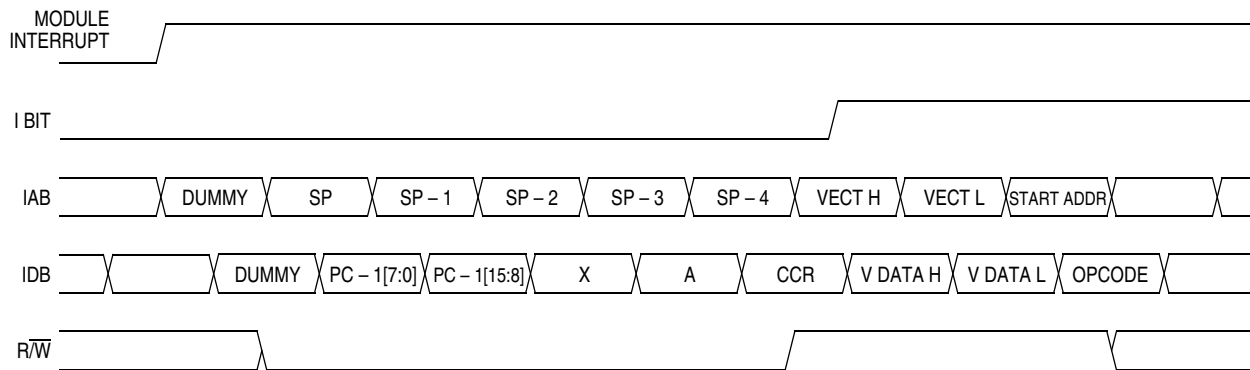 MODULE
INTERRUPT
I BIT
IAB DUMMY SP SP – 1 SP – 2 SP – 3 SP – 4 VECT H VECT L START ADDR
IDB DUMMY PC – 1[7:0] PC – 1[15:8] X A CCR V DATA H V DATA L OPCODE
R/W̅